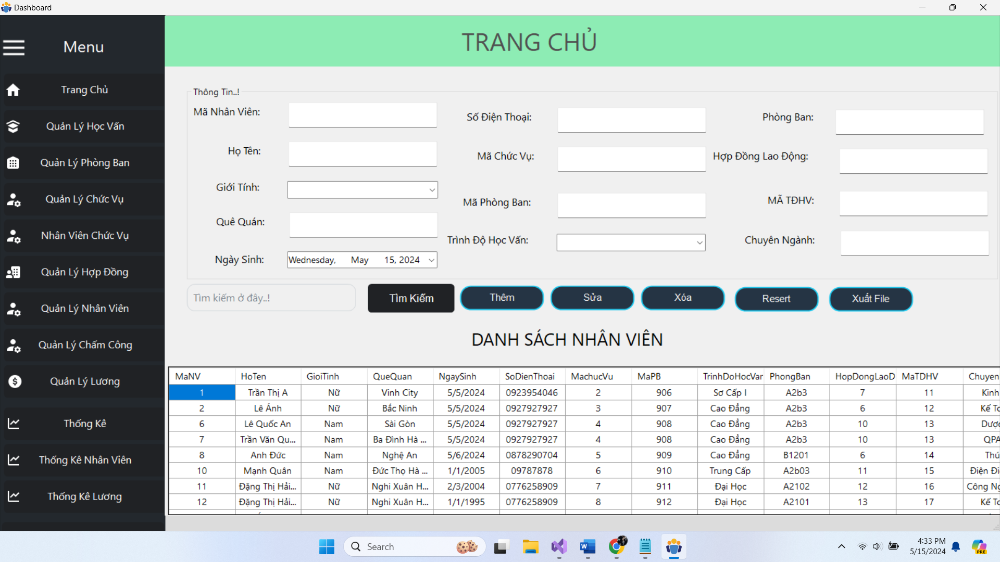 Dashboard
Menu
TRANG CHỦ
Trang Chủ
Quản Lý Học Vấn
Quản Lý Phòng Ban
Quản Lý Chức Vụ
Nhân Viên Chức Vụ
Quản Lý Hợp Đồng
Quản Lý Nhân Viên
Quản Lý Chấm Công
Quản Lý Lương
Thống Kê
Thống Kê Nhân Viên
Thống Kê Lương
Thông Tin..!
Mã Nhân Viên:
Họ Tên:
Giới Tính:
Quê Quán:
Ngày Sinh: Wednesday, May 15, 2024
Số Điện Thoại:
Mã Chức Vụ:
Mã Phòng Ban:
Trình Độ Học Vấn:
Phòng Ban:
Hợp Đồng Lao Động:
MÃ TĐHV:
Chuyên Ngành:
Tìm kiếm ở đây..! Tìm Kiếm Thêm Sửa Xóa Resert Xuất File
DANH SÁCH NHÂN VIÊN
MaNV HoTen GioiTinh QueQuan NgaySinh SoDienThoai MachucVu MaPB TrinhDoHocVar PhongBan HopDongLaoD MaTDHV Chuyen
1 Trần Thị A Nữ Vinh City 5/5/2024 0923954046 2 906 Sơ Cấp I A2b3 7 11 Kinh
2 Lê Ánh Nữ Bắc Ninh 5/5/2024 0927927927 3 907 Cao Đẳng A2b3 6 12 Kế To
6 Lê Quốc An Nam Sài Gòn 5/5/2024 0927927927 4 908 Cao Đẳng A2b3 10 13 Dượ
7 Trần Văn Qu... Nam Ba Đình Hà ... 5/5/2024 0927927927 4 908 Cao Đẳng A2b3 10 13 QPA
8 Anh Đức Nam Nghệ An 5/6/2024 0878290704 5 909 Cao Đẳng B1201 6 14 Thú
10 Mạnh Quân Nam Đức Thọ Hà ... 1/1/2005 09787878 6 910 Trung Cấp A2b03 11 15 Điện Đi
11 Đặng Thị Hải... Nữ Nghi Xuân H... 2/3/2004 0776258909 7 911 Đại Học A2102 12 16 Công Ng
12 Đặng Thị Hải... Nữ Nghi Xuân H... 1/1/1995 0776258909 8 912 Đại Học A2101 13 17 Kế To
Search
PRE
4:33 PM
5/15/2024